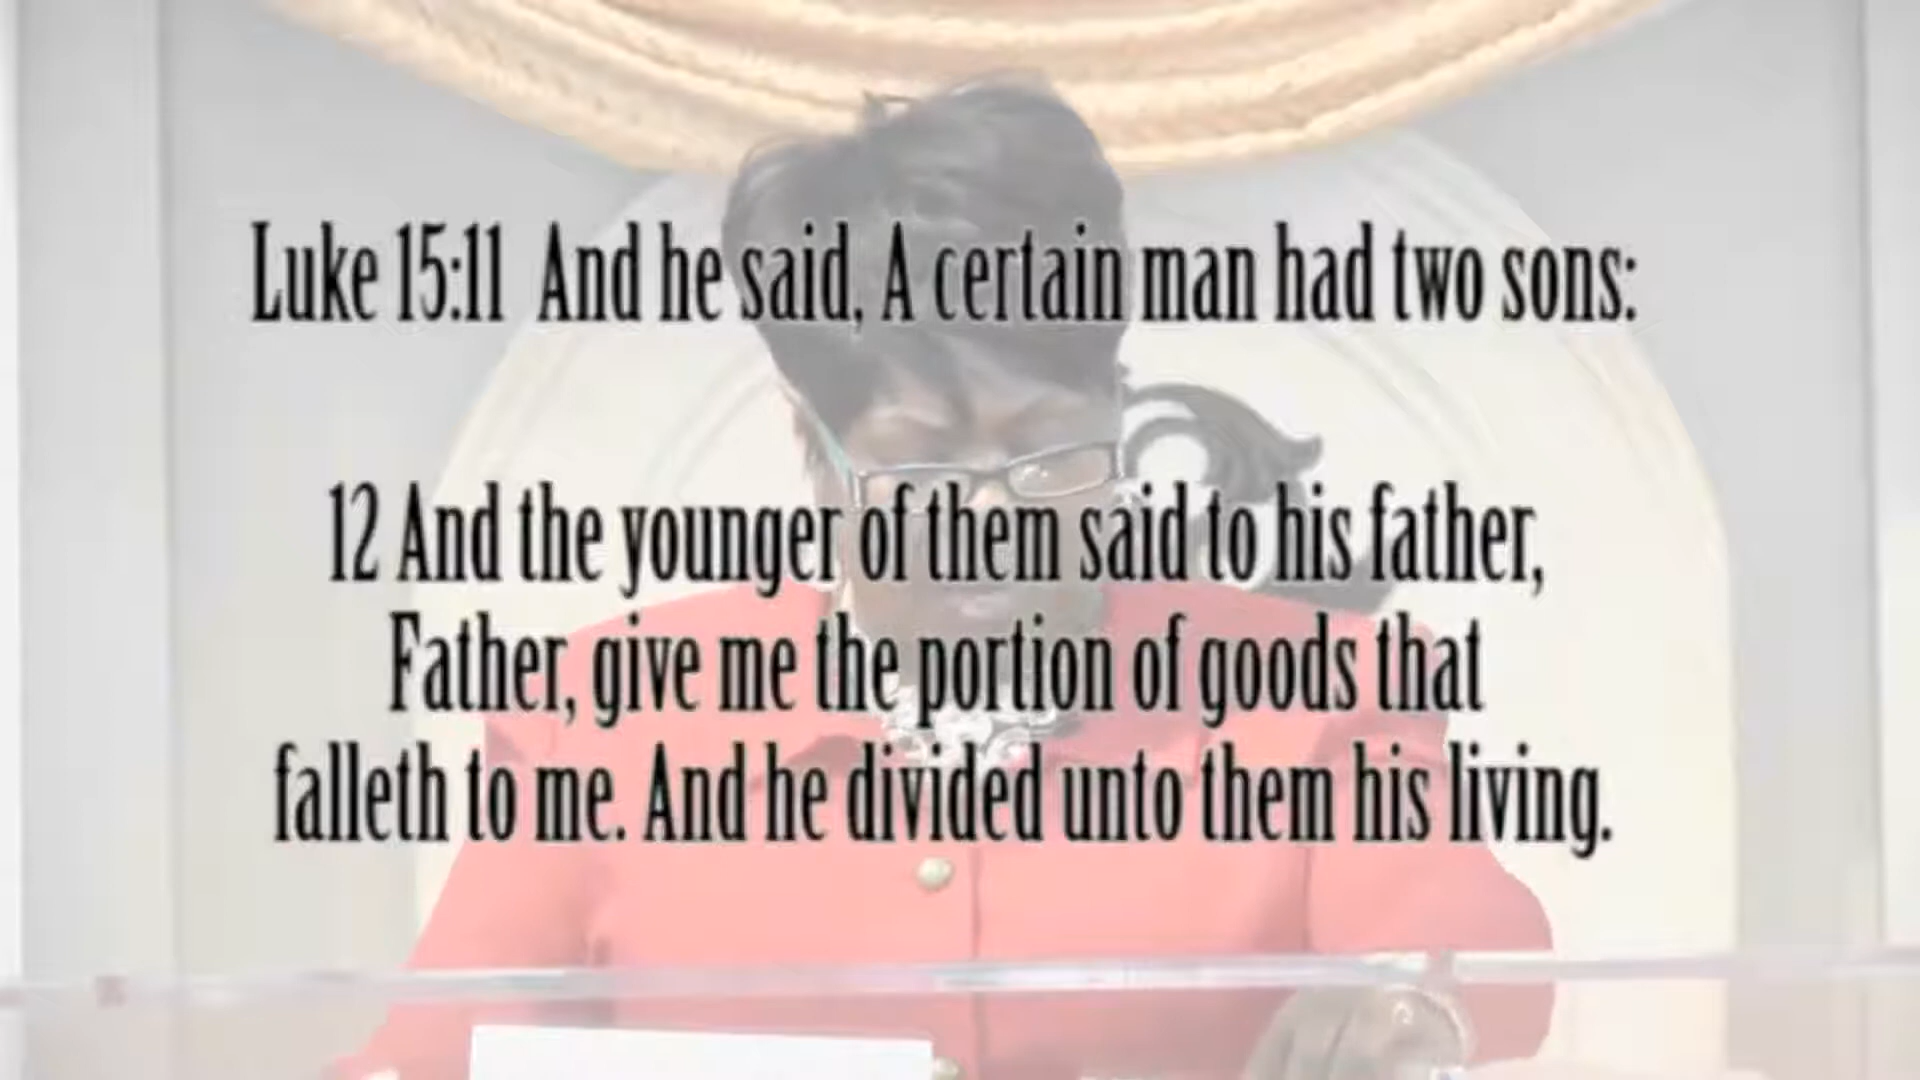 Luke 15:11  And he said, A certain man had two sons:
12 And the younger of them said to his father,
Father, give me the portion of goods that
falleth to me. And he divided unto them his living.